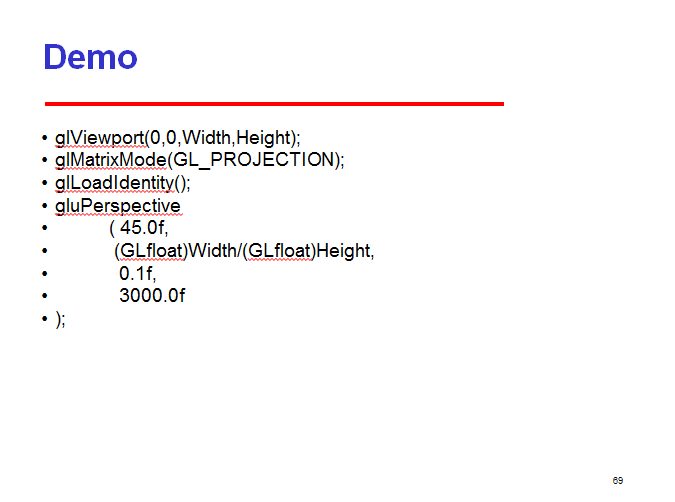 Demo
• glViewport(0,0,Width,Height);
• glMatrixMode(GL_PROJECTION);
• glLoadIdentity();
• gluPerspective
• ( 45.0f,
• (GLfloat)Width/(GLfloat)Height,
• 0.1f,
• 3000.0f
• );
69